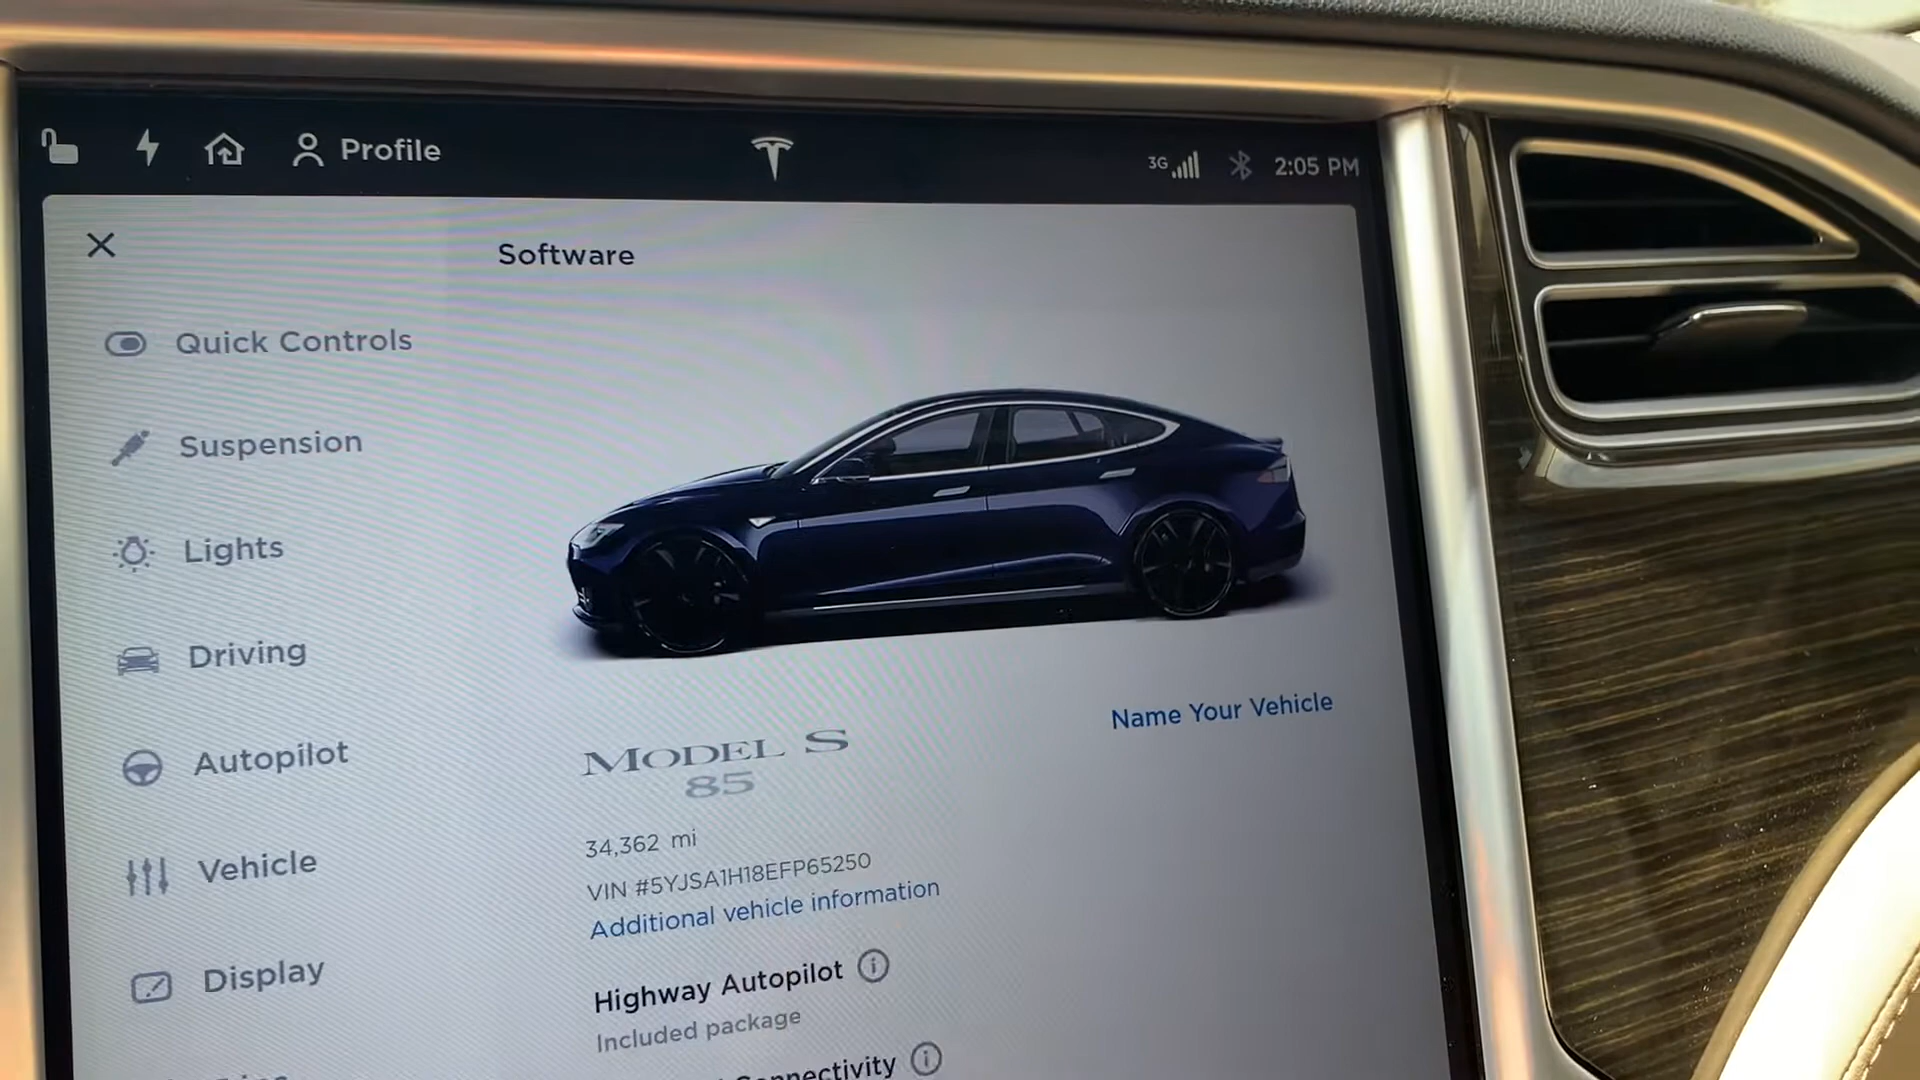 Profile
3G
2:05 PM
Software
Quick Controls
Suspension
Lights
Driving
Autopilot
Vehicle
Display
Name Your Vehicle
MODEL S
85
34,362 mi
VIN #5YJSA1H18EFP65250
Additional vehicle information
Highway Autopilot
Included package
Connectivity